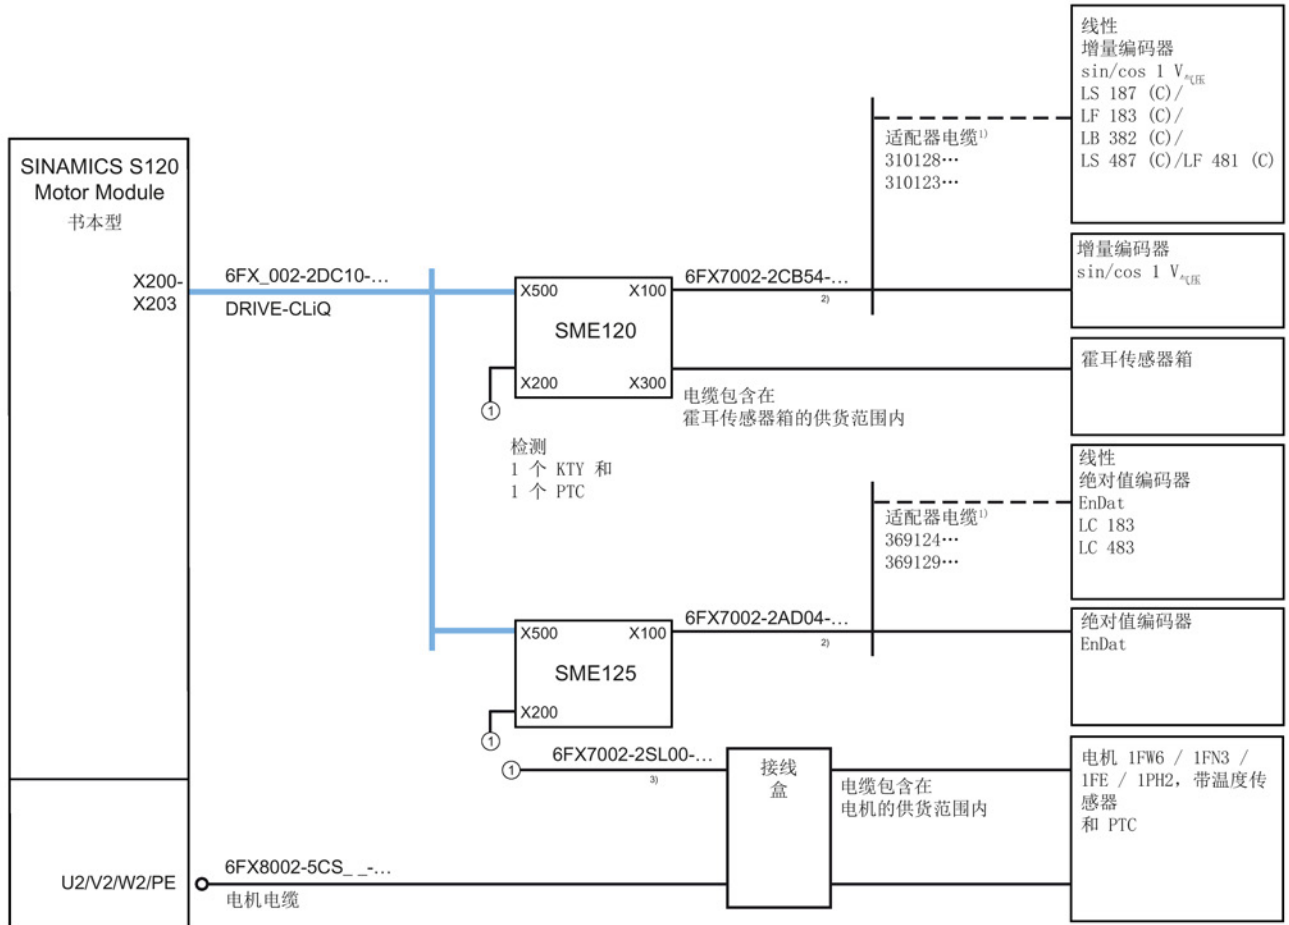 线性
增量编码器
sin/cos 1 V气压
LS 187 (C)/
LF 183 (C)/
LB 382 (C)/
LS 487 (C)/LF 481 (C)
适配器电缆1)
310128…
310123…
SINAMICS S120
Motor Module
书本型
X200-
X203
6FX_002-2DC10-...
DRIVE-CLiQ
X500
X100
SME120
X200
X300
①
6FX7002-2CB54-...
2)
增量编码器
sin/cos 1 V气压
霍耳传感器箱
电缆包含在
霍耳传感器箱的供货范围内
检测
1 个 KTY 和
1 个 PTC
线性
绝对值编码器
EnDat
LC 183
LC 483
适配器电缆1)
369124…
369129…
X500
X100
SME125
X200
①
6FX7002-2AD04-...
2)
绝对值编码器
EnDat
①
6FX7002-2SL00-...
3)
接线
盒
电缆包含在
电机的供货范围内
电机 1FW6 / 1FN3 /
1FE / 1PH2，带温度传
感器
和 PTC
U2/V2/W2/PE
6FX8002-5CS_ _-...
电机电缆